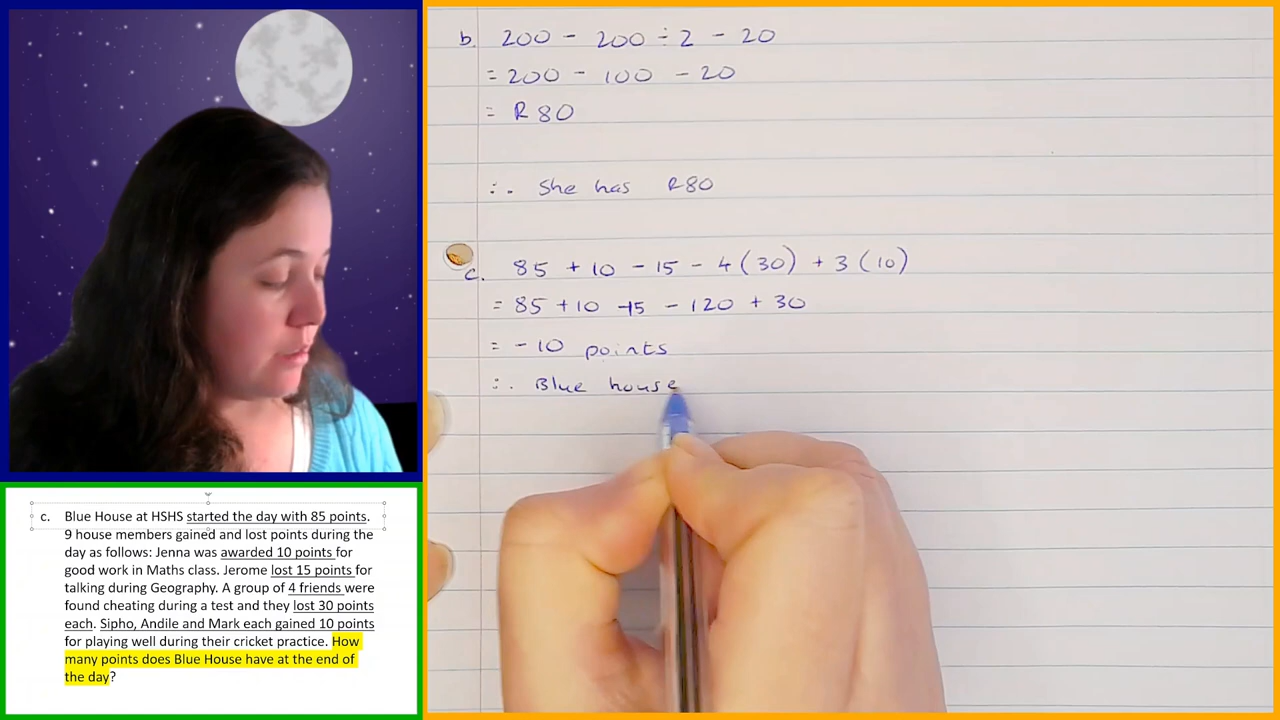 b. 200 - 200 ÷ 2 - 20
= 200 - 100 - 20
= R80
∴ She has R80
c. 85 + 10 - 15 - 4(30) + 3(10)
= 85 + 10 - 15 - 120 + 30
= - 10 points
∴ Blue house
c. Blue House at HSHS started the day with 85 points.
9 house members gained and lost points during the
day as follows: Jenna was awarded 10 points for
good work in Maths class. Jerome lost 15 points for
talking during Geography. A group of 4 friends were
found cheating during a test and they lost 30 points
each. Sipho, Andile and Mark each gained 10 points
for playing well during their cricket practice. How
many points does Blue House have at the end of
the day?